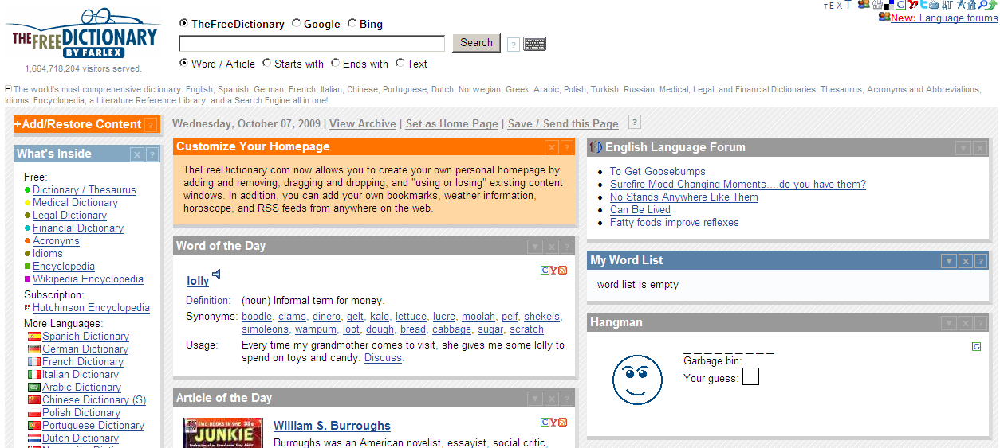 TEXT
New: Language forums
THEFREEDICTIONARY
BY FARLEX
1,664,718,204 visitors served.
TheFreeDictionary Google Bing
Search ?
Word / Article Starts with Ends with Text
The world's most comprehensive dictionary: English, Spanish, German, French, Italian, Chinese, Portuguese, Dutch, Norwegian, Greek, Arabic, Polish, Turkish, Russian, Medical, Legal, and Financial Dictionaries, Thesaurus, Acronyms and Abbreviations,
Idioms, Encyclopedia, a Literature Reference Library, and a Search Engine all in one!
+Add/Restore Content ?
What's Inside x ?
Free:
Dictionary / Thesaurus
Medical Dictionary
Legal Dictionary
Financial Dictionary
Acronyms
Idioms
Encyclopedia
Wikipedia Encyclopedia
Subscription:
Hutchinson Encyclopedia
More Languages:
Spanish Dictionary
German Dictionary
French Dictionary
Italian Dictionary
Arabic Dictionary
Chinese Dictionary (S)
Polish Dictionary
Portuguese Dictionary
Dutch Dictionary
Wednesday, October 07, 2009 | View Archive | Set as Home Page | Save / Send this Page ?
Customize Your Homepage x ?
TheFreeDictionary.com now allows you to create your own personal homepage by
adding and removing, dragging and dropping, and "using or losing" existing content
windows. In addition, you can add your own bookmarks, weather information,
horoscope, and RSS feeds from anywhere on the web.
Word of the Day x ?
lolly
Definition: (noun) Informal term for money.
Synonyms: boodle, clams, dinero, gelt, kale, lettuce, lucre, moolah, pelf, shekels,
simoleons, wampum, loot, dough, bread, cabbage, sugar, scratch
Usage: Every time my grandmother comes to visit, she gives me some lolly to
spend on toys and candy. Discuss.
Article of the Day x ?
TWO BOOKS IN ONE 35c
JUNKIE
William S. Burroughs
Burroughs was an American novelist, essayist, social critic,
English Language Forum x
To Get Goosebumps
Surefire Mood Changing Moments....do you have them?
No Stands Anywhere Like Them
Can Be Lived
Fatty foods improve reflexes
My Word List x ?
word list is empty
Hangman x ?
_ _ _ _ _ _ _ _ _
Garbage bin:
Your guess: